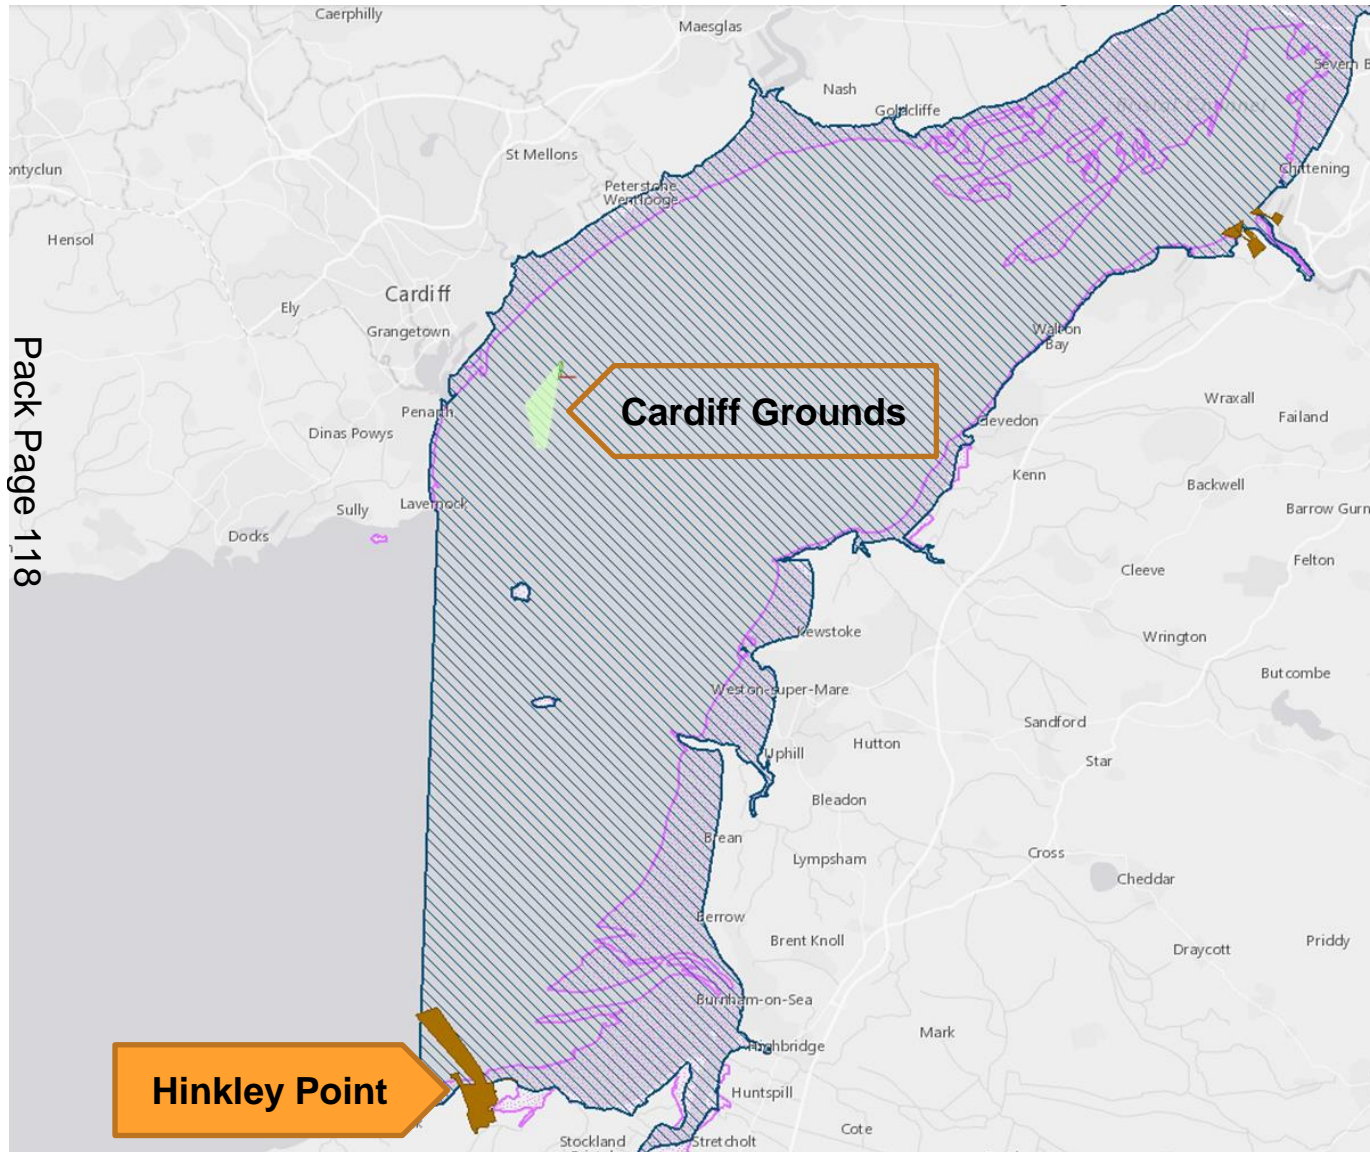 Caerphilly
Maesglas
Nash
Goldcliffe
St Mellons
Peterstone
Wentlooge
Chittening
Hensol
Cardiff
Ely
Grangetown
Walton
Bay
Cardiff Grounds
Wraxall
Failand
Penarth
Clevedon
Dinas Powys
Kenn
Backwell
Sully
Lavernock
Barrow Gurn
Docks
Pack Page 118
Felton
Cleeve
Kewstoke
Wrington
Butcombe
Weston-super-Mare
Sandford
Uphill
Hutton
Star
Bleadon
Brean
Lympsham
Cross
Cheddar
Berrow
Brent Knoll
Draycott
Priddy
Burnham-on-Sea
Mark
Highbridge
Hinkley Point
Huntspill
Cote
Stockland
Stretcholt